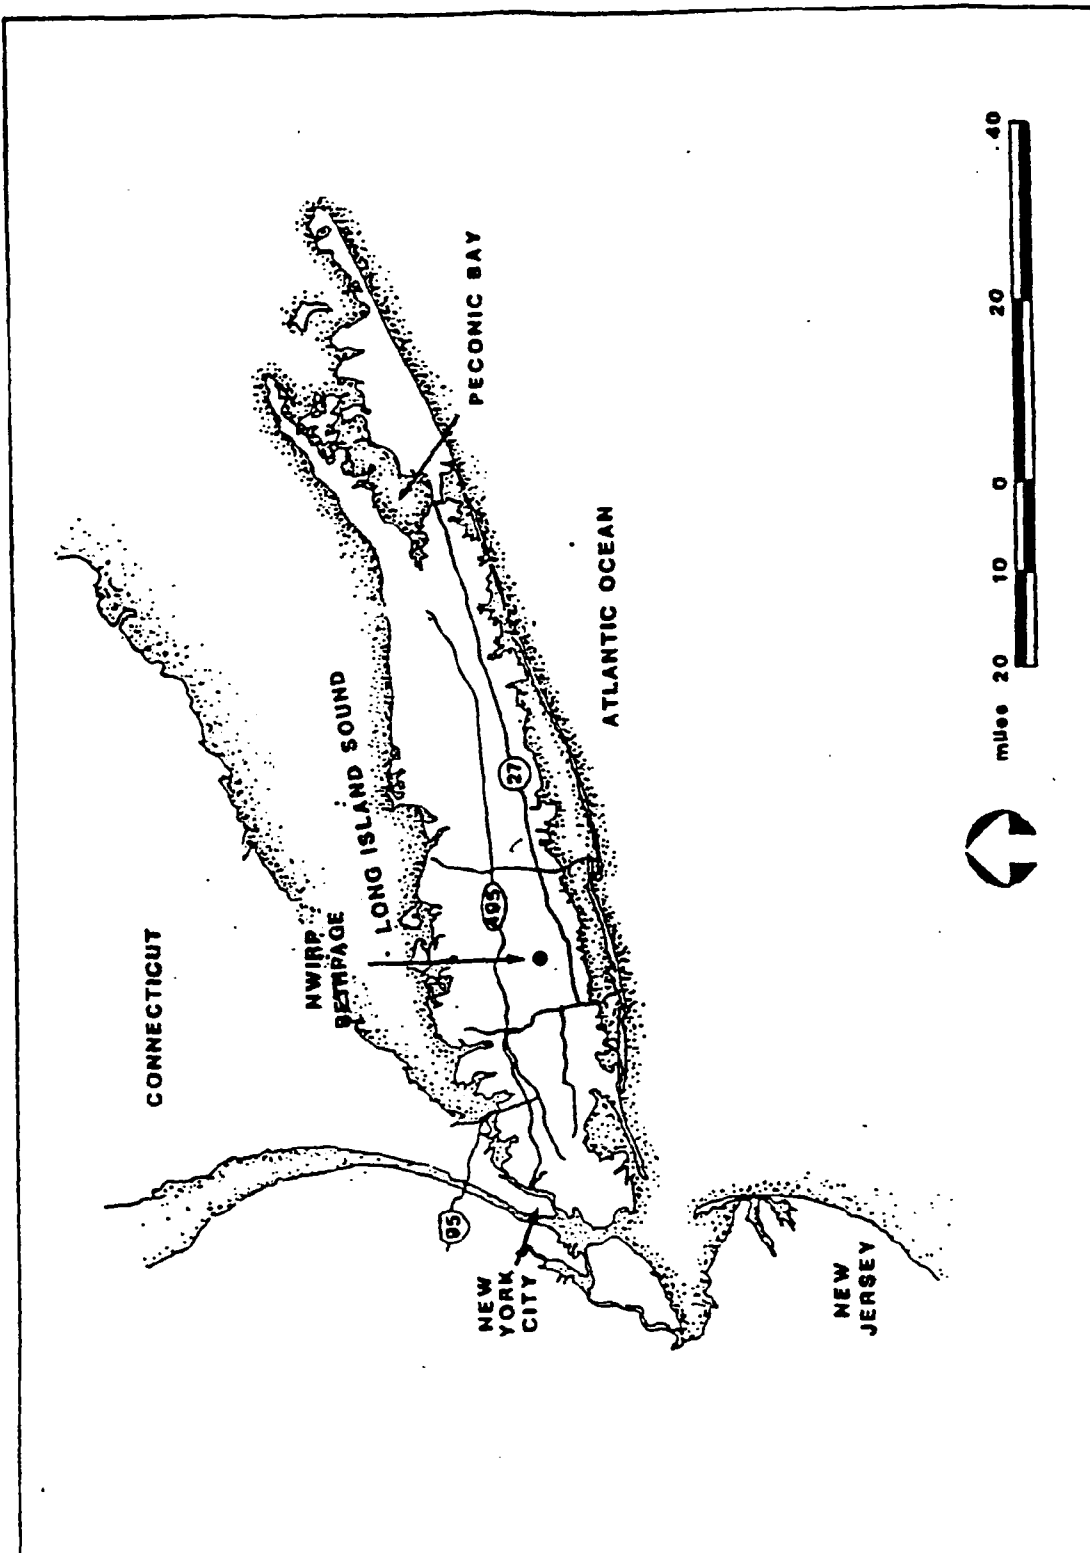 CONNECTICUT
NWIRP
BETHPAGE
LONG ISLAND SOUND
PECONIC BAY
495
27
95
NEW
YORK
CITY
ATLANTIC OCEAN
NEW
JERSEY
miles 20 10 0 20 40